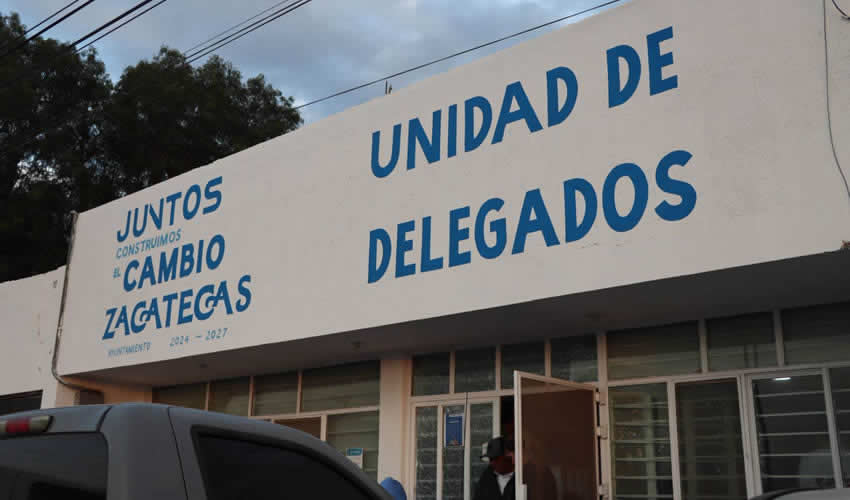 JUNTOS
CONSTRUIMOS
EL CAMBIO
ZACATECAS
AYUNTAMIENTO 2024 — 2027
UNIDAD DE
DELEGADOS